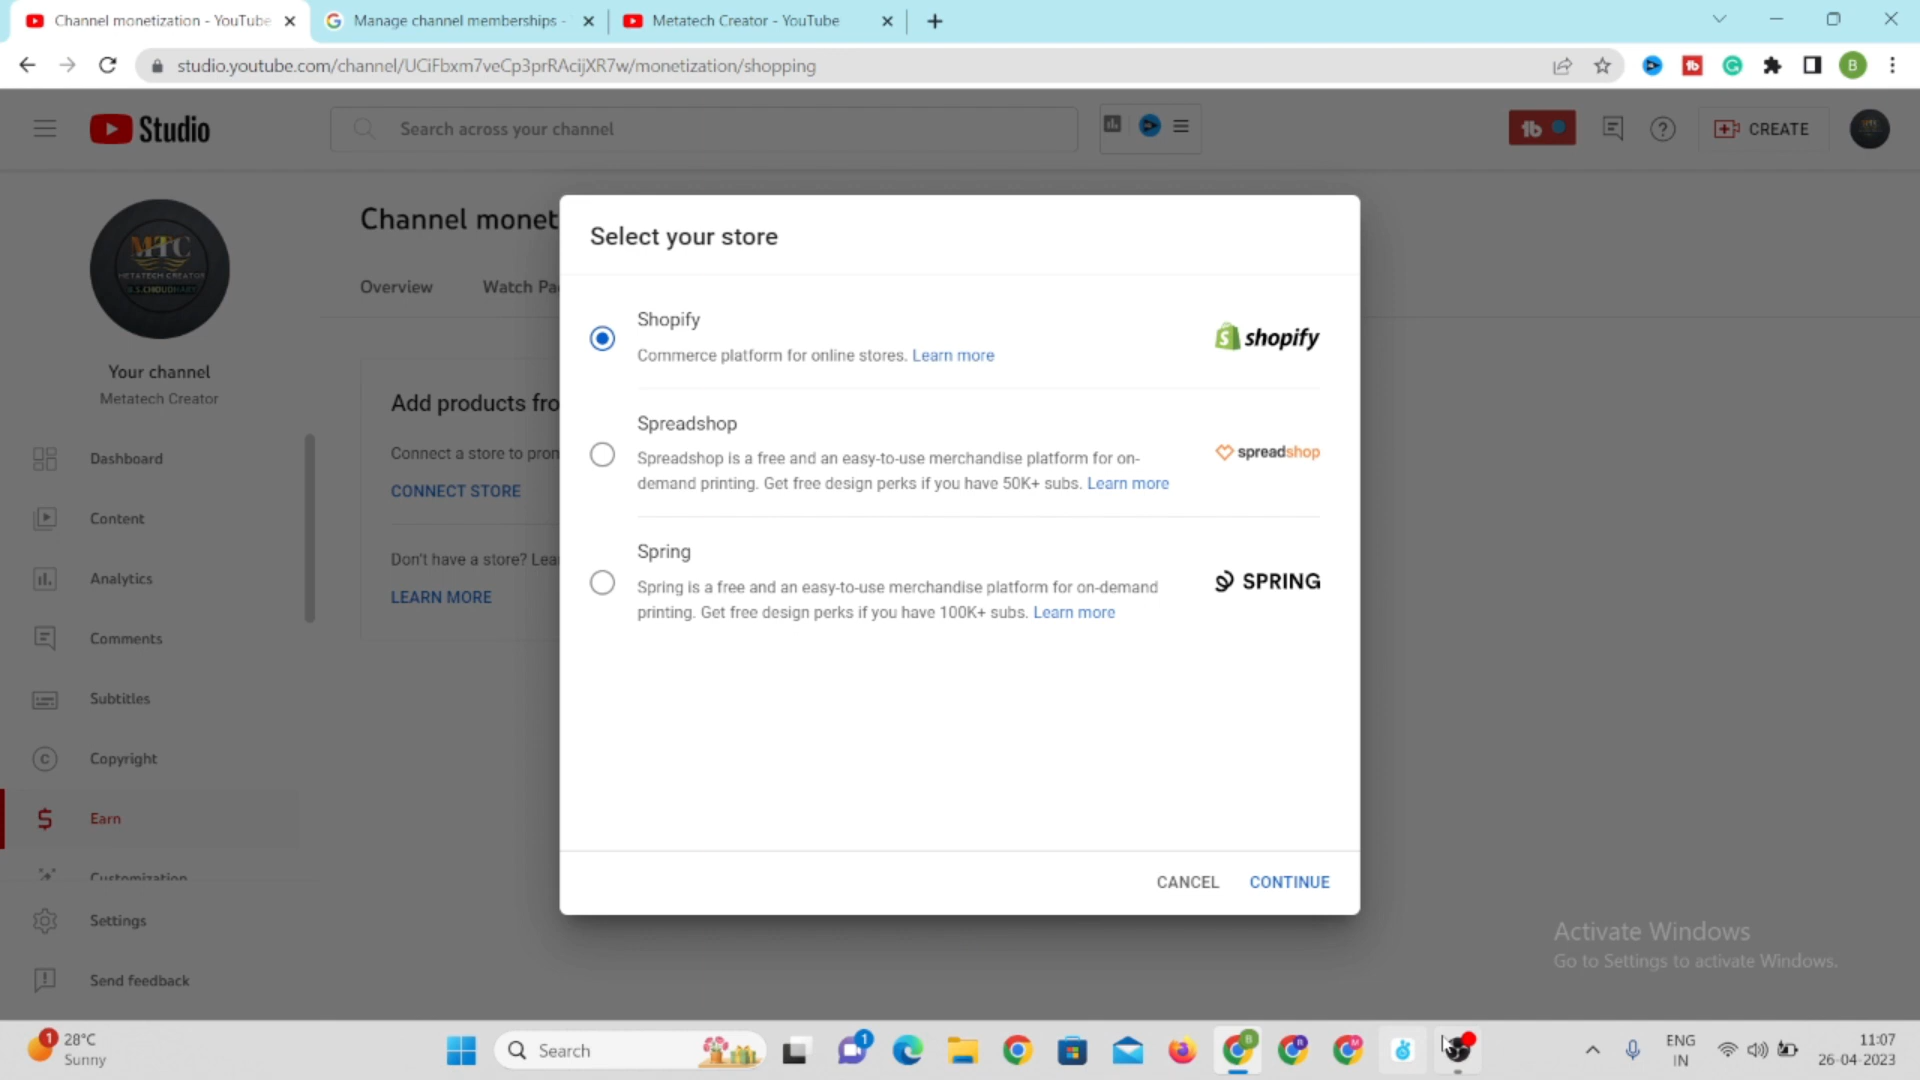 Channel monetization - YouTube
Manage channel memberships -
Metatech Creator - YouTube
studio.youtube.com/channel/UCiFbxm7veCp3prRAcijXR7w/monetization/shopping
Studio
Search across your channel
CREATE
MTC
METATECH CREATOR
B.S.CHOUDHARY
Your channel
Metatech Creator
Dashboard
Content
Analytics
Comments
Subtitles
Copyright
Earn
Customization
Settings
Send feedback
Channel monet
Overview Watch Pa
Add products fro
Connect a store to pron
CONNECT STORE
Don't have a store? Lea
LEARN MORE
Select your store
Shopify
Commerce platform for online stores. Learn more
shopify
Spreadshop
Spreadshop is a free and an easy-to-use merchandise platform for on-
demand printing. Get free design perks if you have 50K+ subs. Learn more
spreadshop
Spring
Spring is a free and an easy-to-use merchandise platform for on-demand
printing. Get free design perks if you have 100K+ subs. Learn more
SPRING
CANCEL CONTINUE
Activate Windows
Go to Settings to activate Windows.
1
28°C
Sunny
Search
1
ENG
IN
11:07
26-04-2023